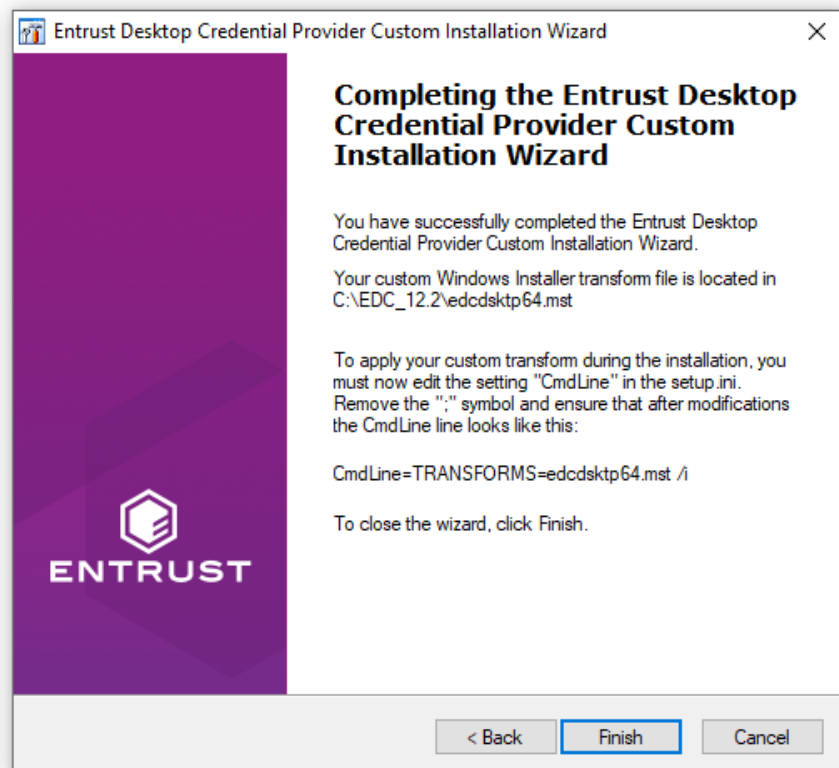 Entrust Desktop Credential Provider Custom Installation Wizard
Completing the Entrust Desktop
Credential Provider Custom
Installation Wizard
You have successfully completed the Entrust Desktop
Credential Provider Custom Installation Wizard.
Your custom Windows Installer transform file is located in
C:\EDC_12.2\edcdsktp64.mst
To apply your custom transform during the installation, you
must now edit the setting "CmdLine" in the setup.ini.
Remove the ";" symbol and ensure that after modifications
the CmdLine line looks like this:
CmdLine=TRANSFORMS=edcdsktp64.mst /i
To close the wizard, click Finish.
ENTRUST
< Back
Finish
Cancel